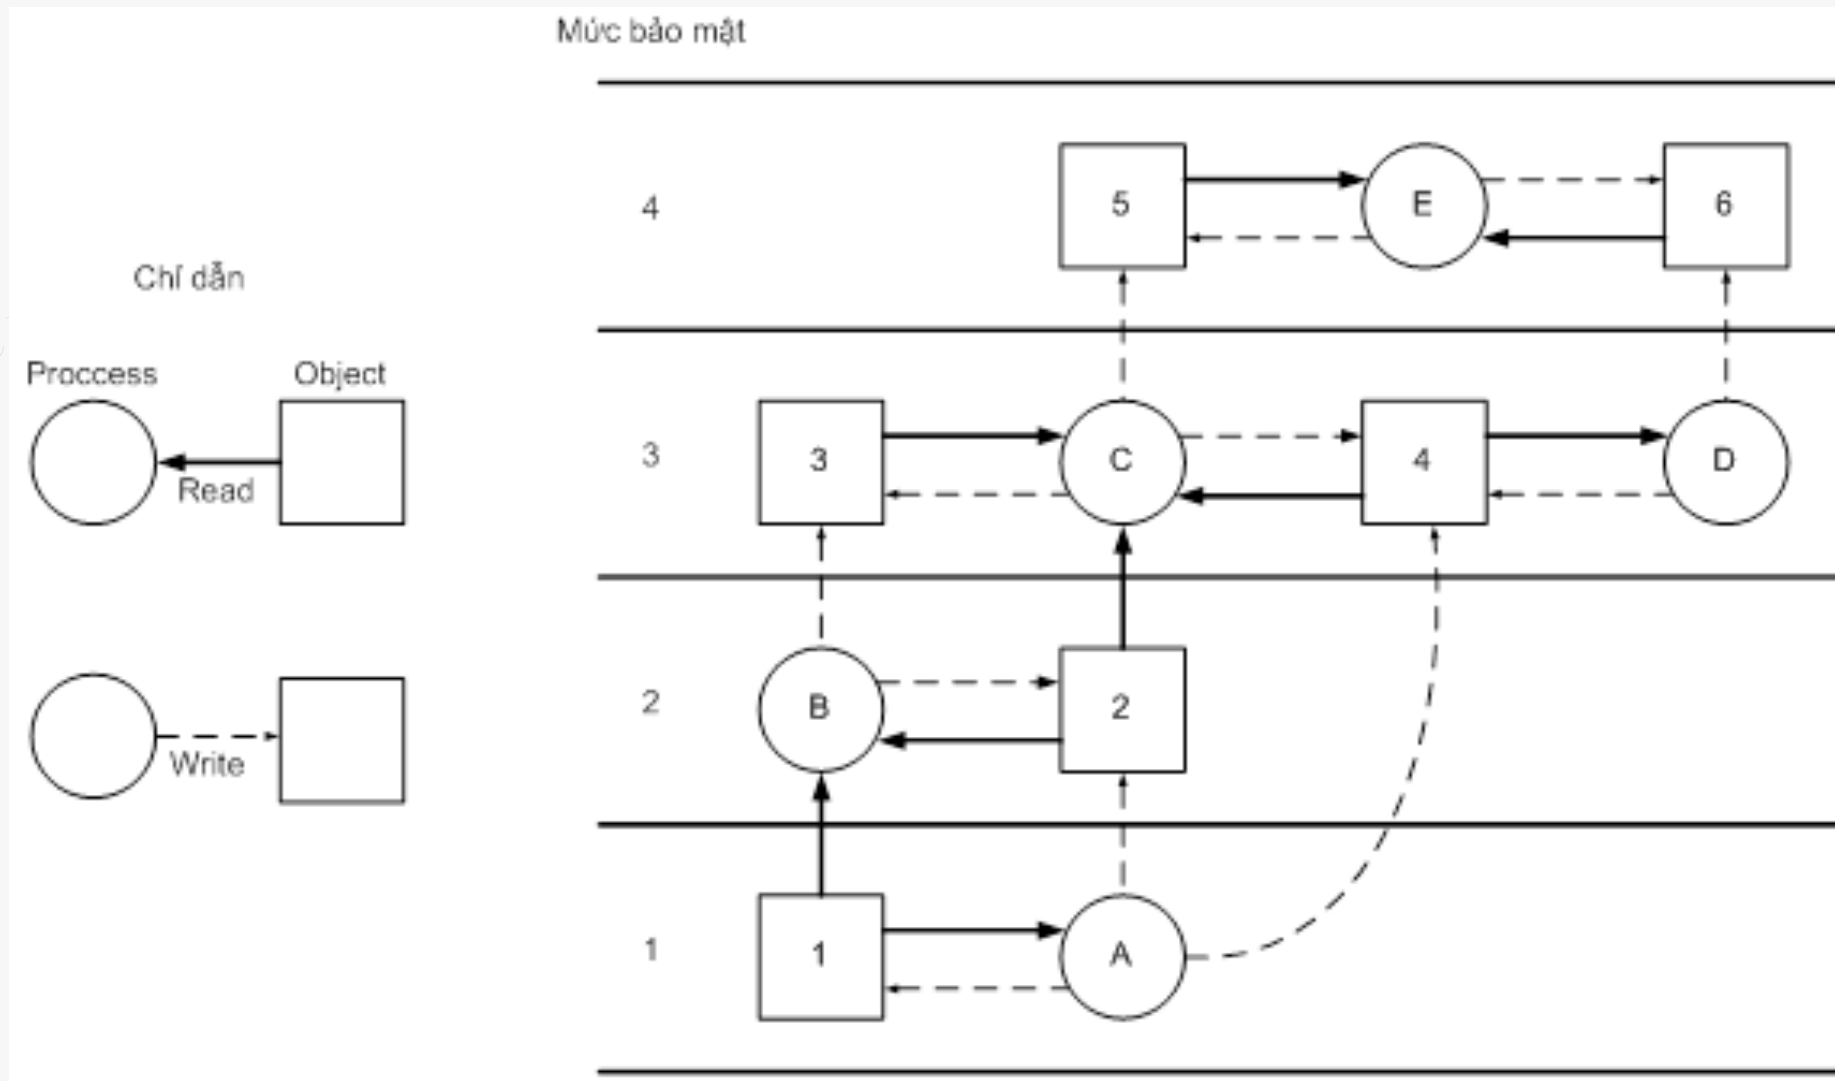 Mức bảo mật
4
5
E
6
Chỉ dẫn
Proccess
Object
Read
3
3
C
4
D
Write
2
B
2
1
1
A